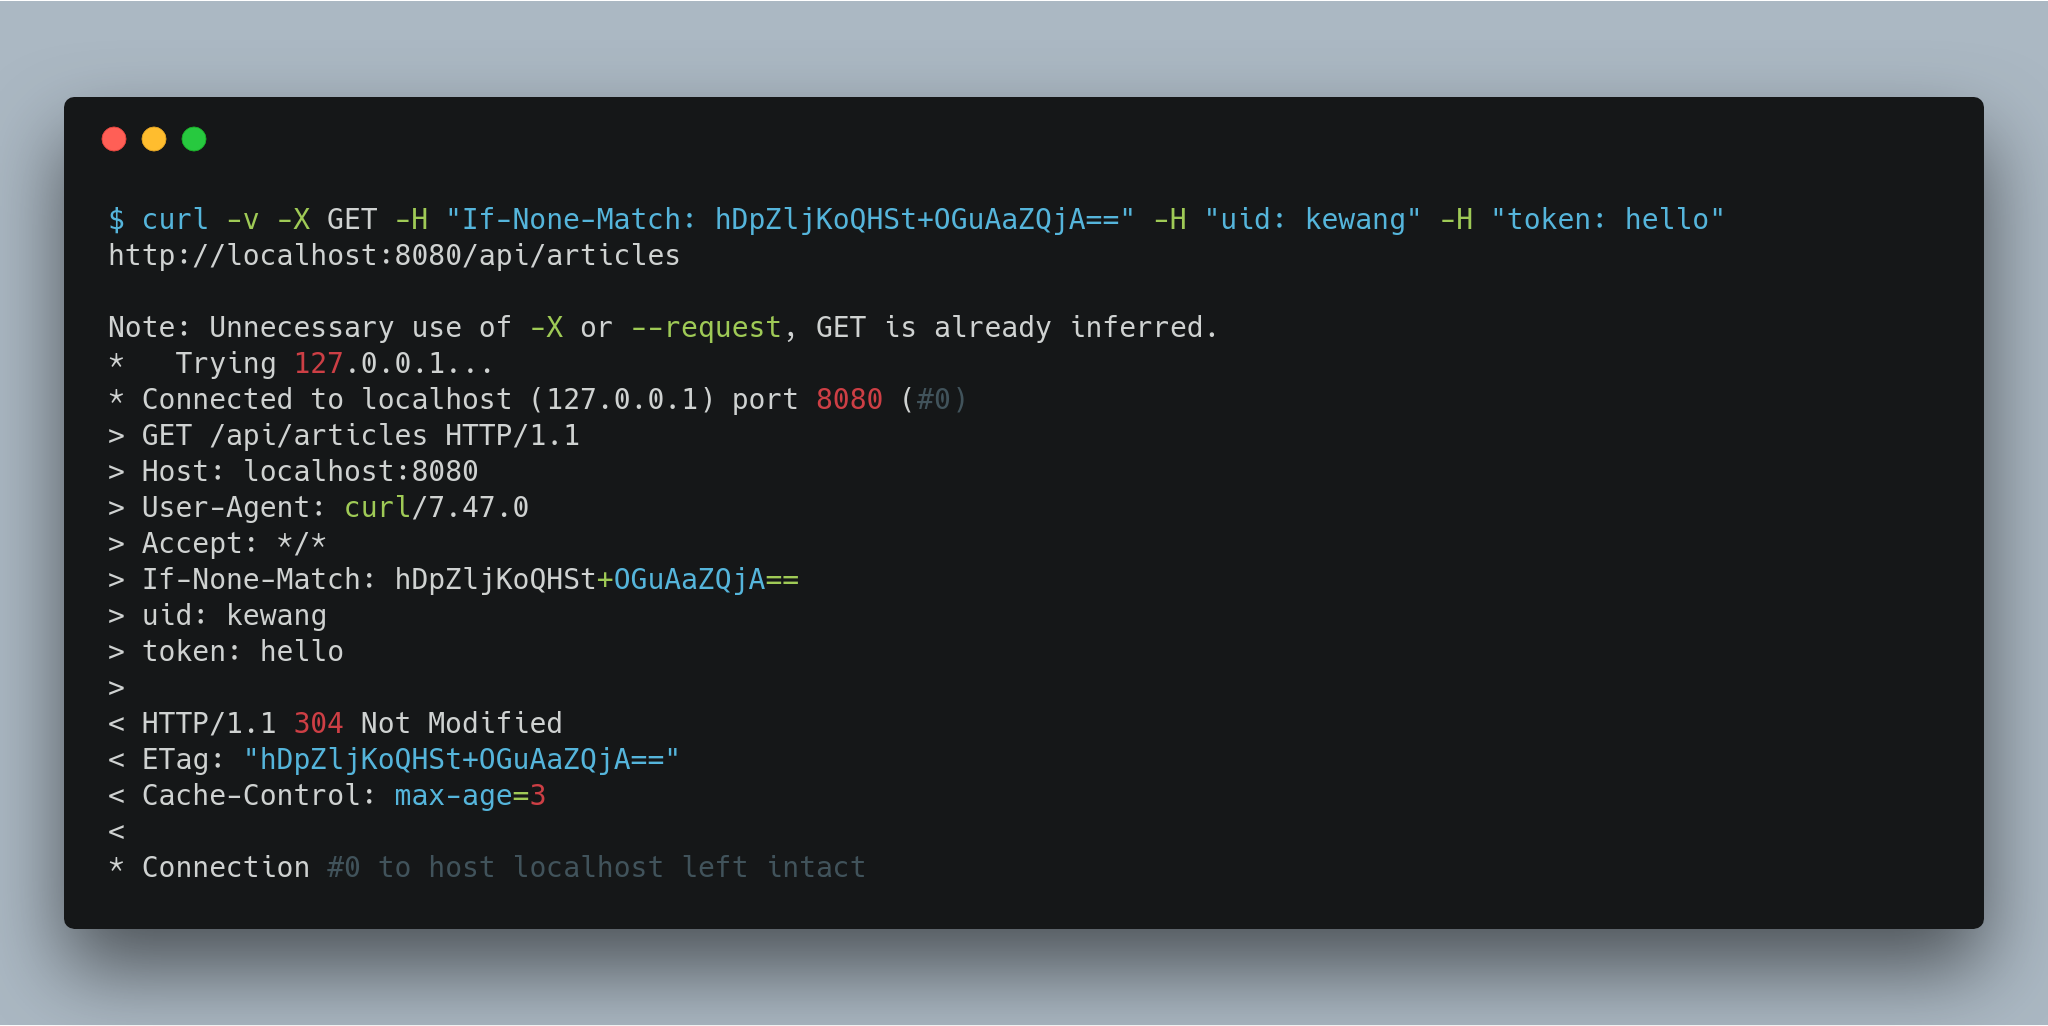 $ curl -v -X GET -H "If-None-Match: hDpZljKoQHSt+OGuAaZQjA==" -H "uid: kewang" -H "token: hello"
http://localhost:8080/api/articles
Note: Unnecessary use of -X or --request, GET is already inferred.
*   Trying 127.0.0.1...
* Connected to localhost (127.0.0.1) port 8080 (#0)
> GET /api/articles HTTP/1.1
> Host: localhost:8080
> User-Agent: curl/7.47.0
> Accept: */*
> If-None-Match: hDpZljKoQHSt+OGuAaZQjA==
> uid: kewang
> token: hello
>
< HTTP/1.1 304 Not Modified
< ETag: "hDpZljKoQHSt+OGuAaZQjA=="
< Cache-Control: max-age=3
<
* Connection #0 to host localhost left intact